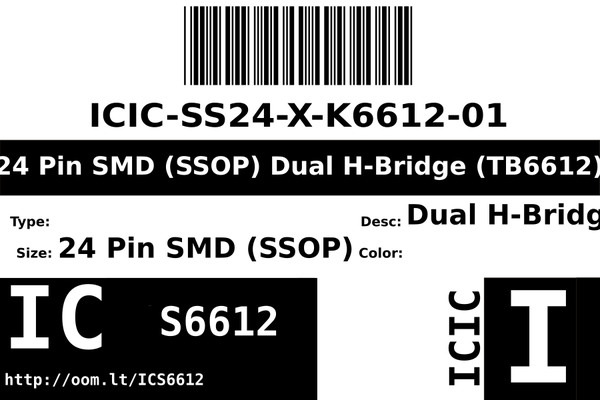 ICIC-SS24-X-K6612-01
24 Pin SMD (SSOP) Dual H-Bridge (TB6612)
Type:
Desc: Dual H-Bridg
Size: 24 Pin SMD (SSOP) Color:
IC S6612
http://oom.lt/ICS6612
ICIC
I